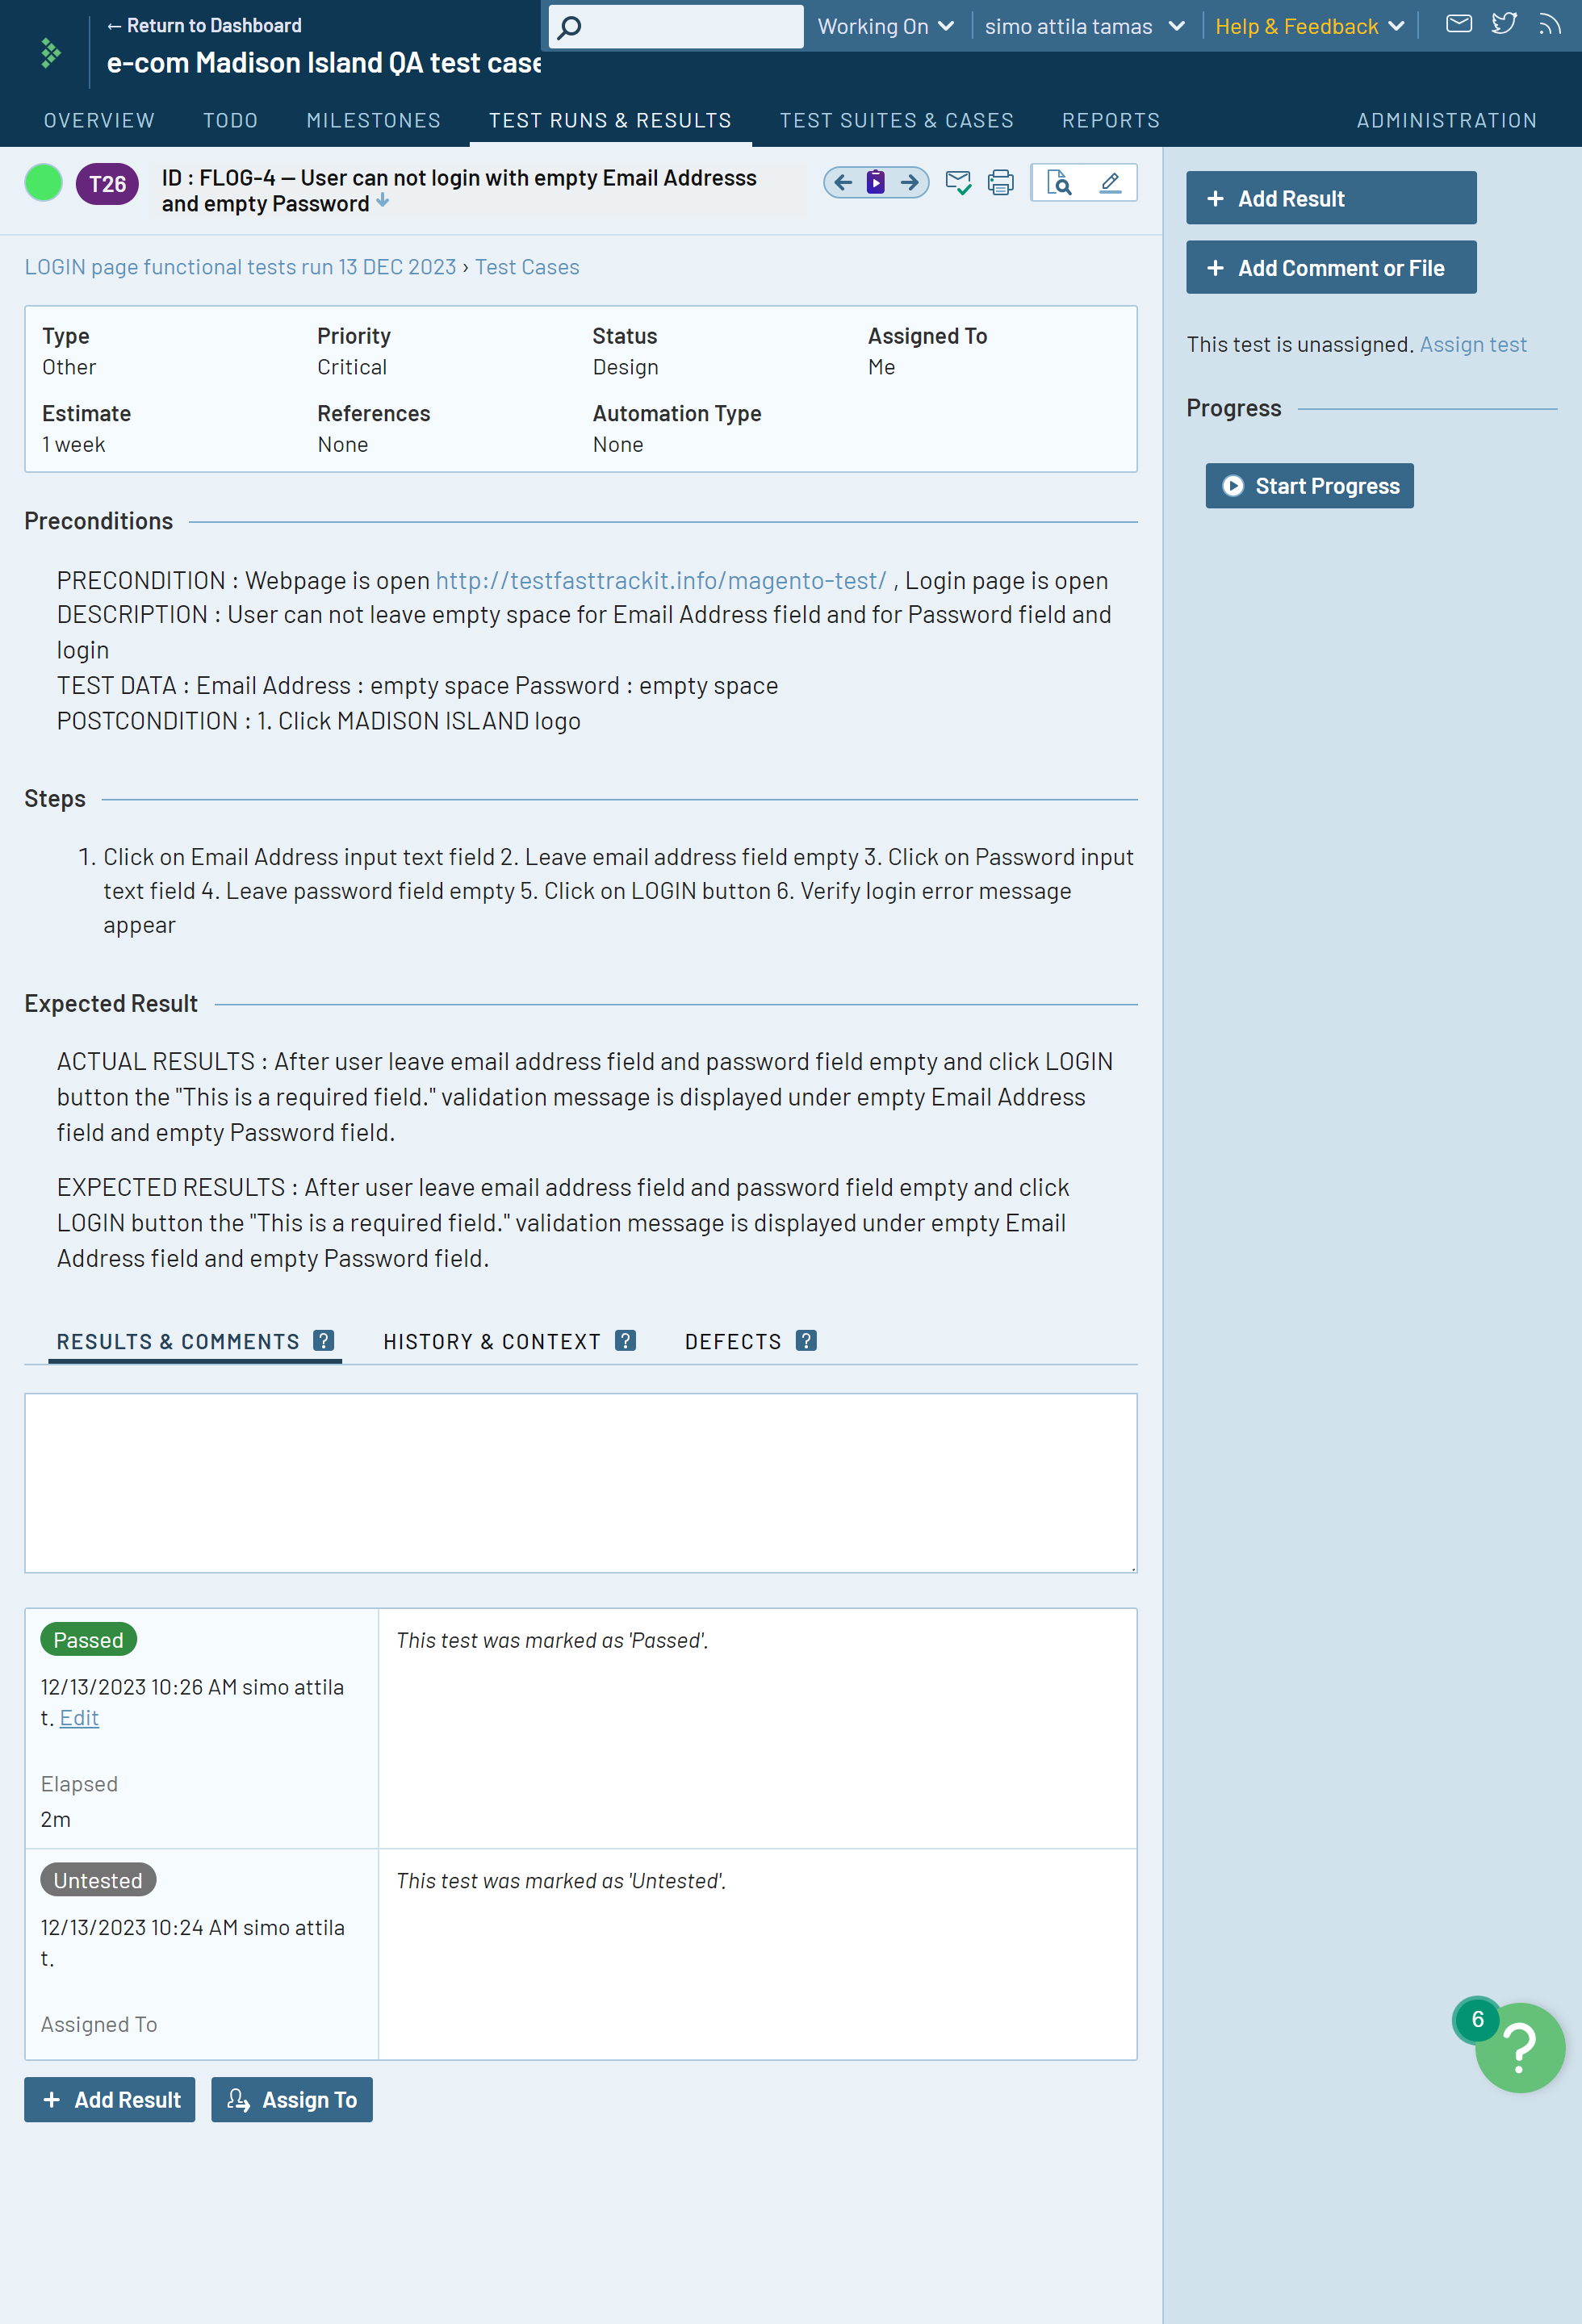 ← Return to Dashboard
e-com Madison Island QA test case
Working On
simo attila tamas
Help & Feedback
OVERVIEW
TODO
MILESTONES
TEST RUNS & RESULTS
TEST SUITES & CASES
REPORTS
ADMINISTRATION
T26
ID : FLOG-4 — User can not login with empty Email Addresss
and empty Password
LOGIN page functional tests run 13 DEC 2023 › Test Cases
Type
Other
Priority
Critical
Status
Design
Assigned To
Me
Estimate
1 week
References
None
Automation Type
None
Preconditions
PRECONDITION : Webpage is open http://testfasttrackit.info/magento-test/ , Login page is open
DESCRIPTION : User can not leave empty space for Email Address field and for Password field and
login
TEST DATA : Email Address : empty space Password : empty space
POSTCONDITION : 1. Click MADISON ISLAND logo
Steps
1. Click on Email Address input text field 2. Leave email address field empty 3. Click on Password input
text field 4. Leave password field empty 5. Click on LOGIN button 6. Verify login error message
appear
Expected Result
ACTUAL RESULTS : After user leave email address field and password field empty and click LOGIN
button the "This is a required field." validation message is displayed under empty Email Address
field and empty Password field.
EXPECTED RESULTS : After user leave email address field and password field empty and click
LOGIN button the "This is a required field." validation message is displayed under empty Email
Address field and empty Password field.
RESULTS & COMMENTS ?
HISTORY & CONTEXT ?
DEFECTS ?
Passed
12/13/2023 10:26 AM simo attila
t. Edit
Elapsed
2m
This test was marked as 'Passed'.
Untested
12/13/2023 10:24 AM simo attila
t.
Assigned To
This test was marked as 'Untested'.
+ Add Result
Assign To
+ Add Result
+ Add Comment or File
This test is unassigned. Assign test
Progress
Start Progress
6
?